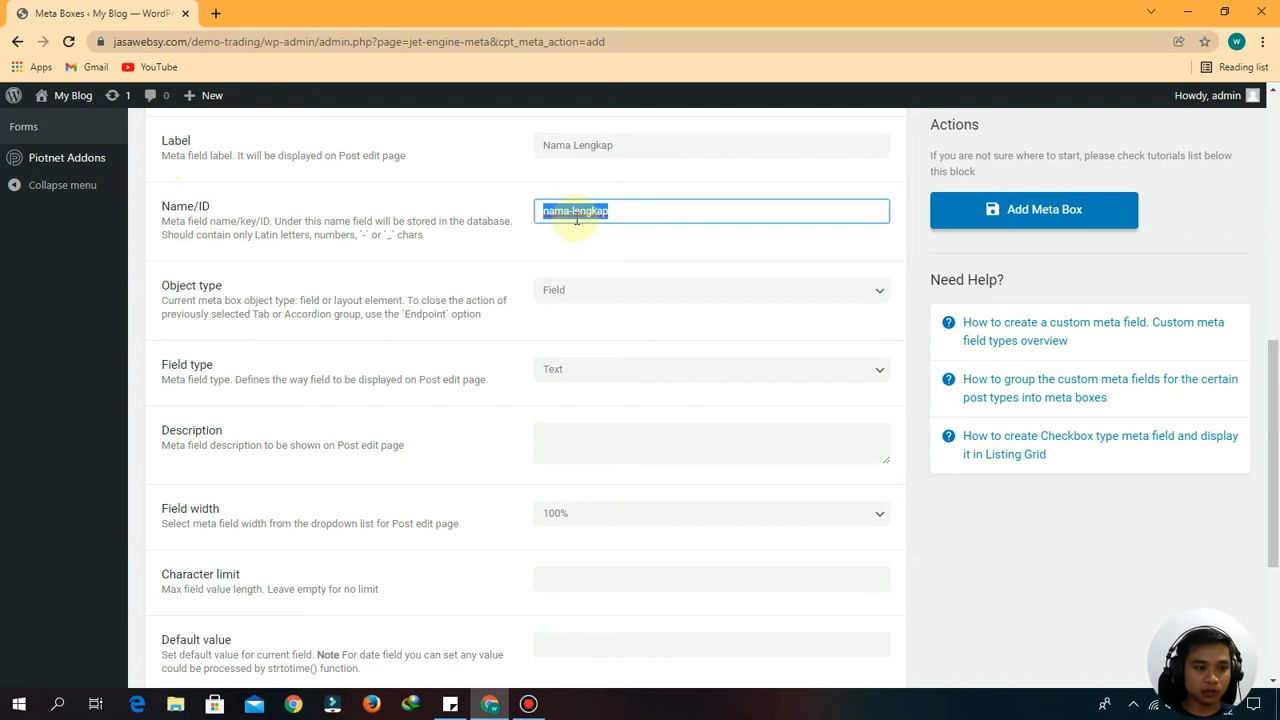 Meta Boxes ‹ My Blog — WordPr
jasawebsy.com/demo-trading/wp-admin/admin.php?page=jet-engine-meta&cpt_meta_action=add
w
Apps Gmail YouTube Reading list
My Blog 1 0 New Howdy, admin
Forms
Piotnet Addons
Collapse menu
Label
Meta field label. It will be displayed on Post edit page
Nama Lengkap
Name/ID
Meta field name/key/ID. Under this name field will be stored in the database.
Should contain only Latin letters, numbers, `-` or `_` chars
nama-lengkap
Object type
Current meta box object type: field or layout element. To close the action of
previously selected Tab or Accordion group, use the `Endpoint` option
Field
Field type
Meta field type. Defines the way field to be displayed on Post edit page
Text
Description
Meta field description to be shown on Post edit page
Field width
Select meta field width from the dropdown list for Post edit page
100%
Character limit
Max field value length. Leave empty for no limit
Default value
Set default value for current field. Note For date field you can set any value
could be processed by strtotime() function.
Actions
If you are not sure where to start, please check tutorials list below
this block
Add Meta Box
Need Help?
How to create a custom meta field. Custom meta
field types overview
How to group the custom meta fields for the certain
post types into meta boxes
How to create Checkbox type meta field and display
it in Listing Grid